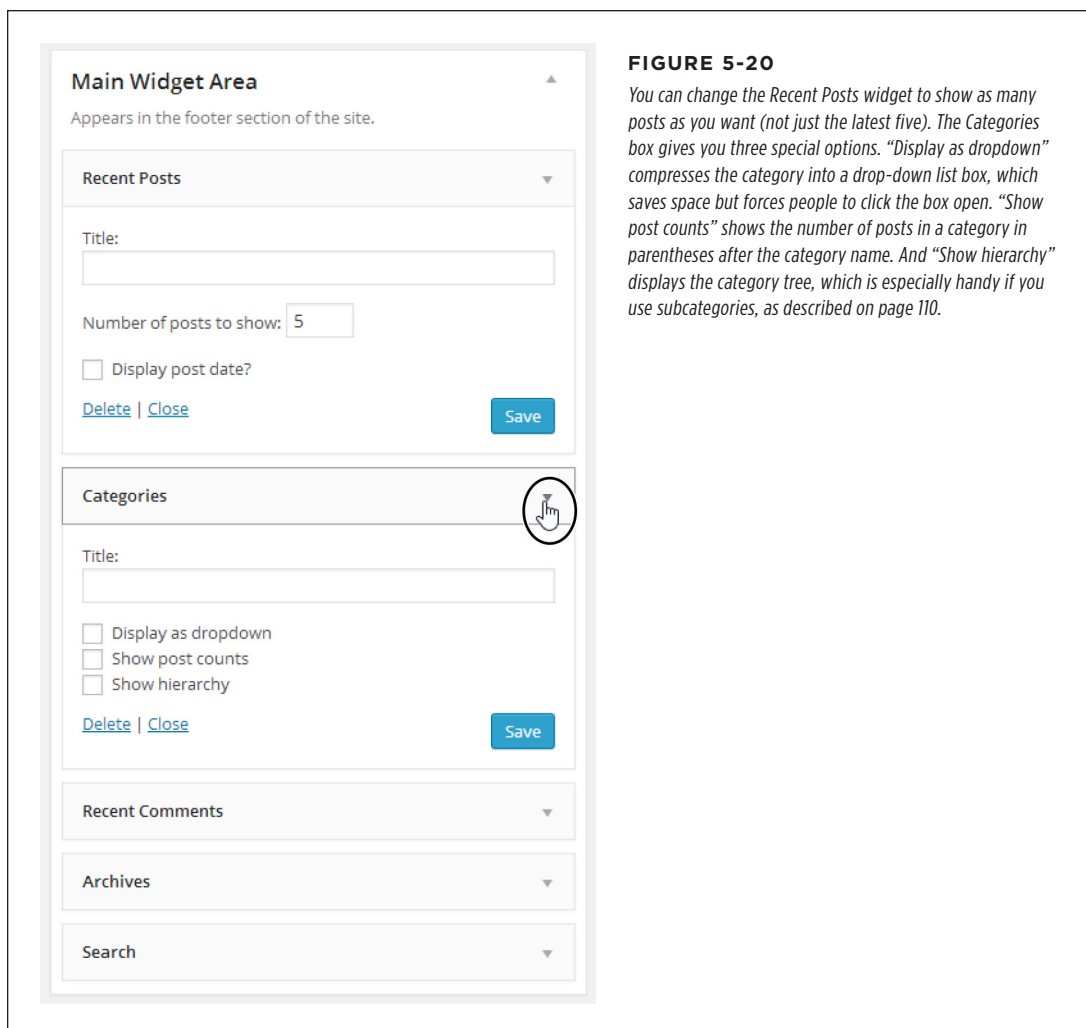 Main Widget Area
Appears in the footer section of the site.
Recent Posts
Title:
Number of posts to show: 5
Display post date?
Delete | Close
Save
Categories
Title:
Display as dropdown
Show post counts
Show hierarchy
Delete | Close
Save
Recent Comments
Archives
Search
FIGURE 5-20
You can change the Recent Posts widget to show as many
posts as you want (not just the latest five). The Categories
box gives you three special options. “Display as dropdown”
compresses the category into a drop-down list box, which
saves space but forces people to click the box open. “Show
post counts” shows the number of posts in a category in
parentheses after the category name. And “Show hierarchy”
displays the category tree, which is especially handy if you
use subcategories, as described on page 110.